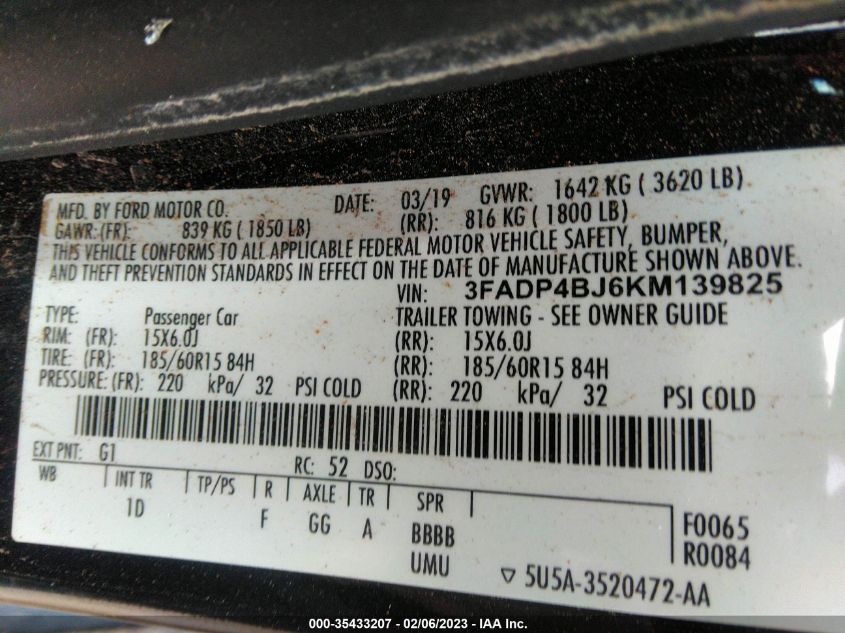 MFD. BY FORD MOTOR CO. DATE: 03/19 GVWR: 1642 KG ( 3620 LB)
GAWR:(FR): 839 KG ( 1850 LB) (RR): 816 KG ( 1800 LB)
THIS VEHICLE CONFORMS TO ALL APPLICABLE FEDERAL MOTOR VEHICLE SAFETY, BUMPER,
AND THEFT PREVENTION STANDARDS IN EFFECT ON THE DATE OF MANUFACTURE SHOWN ABOVE.
VIN: 3FADP4BJ6KM139825
TYPE: Passenger Car TRAILER TOWING - SEE OWNER GUIDE
RIM: (FR): 15X6.0J (RR): 15X6.0J
TIRE: (FR): 185/60R15 84H (RR): 185/60R15 84H
PRESSURE: (FR): 220 kPa/ 32 PSI COLD (RR): 220 kPa/ 32 PSI COLD
EXT PNT: G1 RC: 52 DSO:
WB INT TR TP/PS R AXLE TR SPR
1D F GG A BBBB F0065
UMU R0084
5U5A-3520472-AA
000-35433207 - 02/06/2023 - IAA Inc.